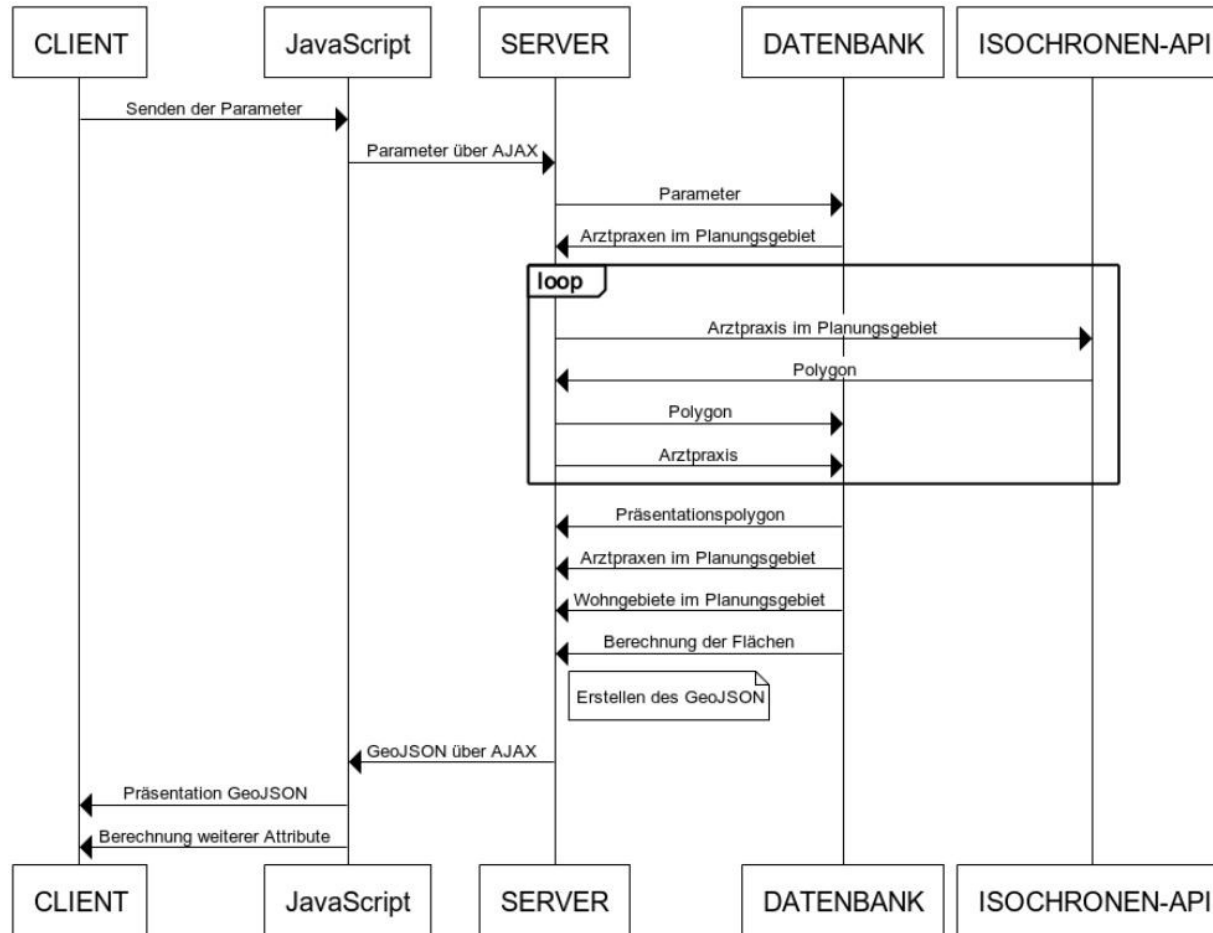 CLIENT
JavaScript
SERVER
DATENBANK
ISOCHRONEN-API
Senden der Parameter
Parameter über AJAX
Parameter
Arztpraxen im Planungsgebiet
loop
Arztpraxis im Planungsgebiet
Polygon
Polygon
Arztpraxis
Präsentationspolygon
Arztpraxen im Planungsgebiet
Wohngebiete im Planungsgebiet
Berechnung der Flächen
Erstellen des GeoJSON
GeoJSON über AJAX
Präsentation GeoJSON
Berechnung weiterer Attribute
CLIENT
JavaScript
SERVER
DATENBANK
ISOCHRONEN-API